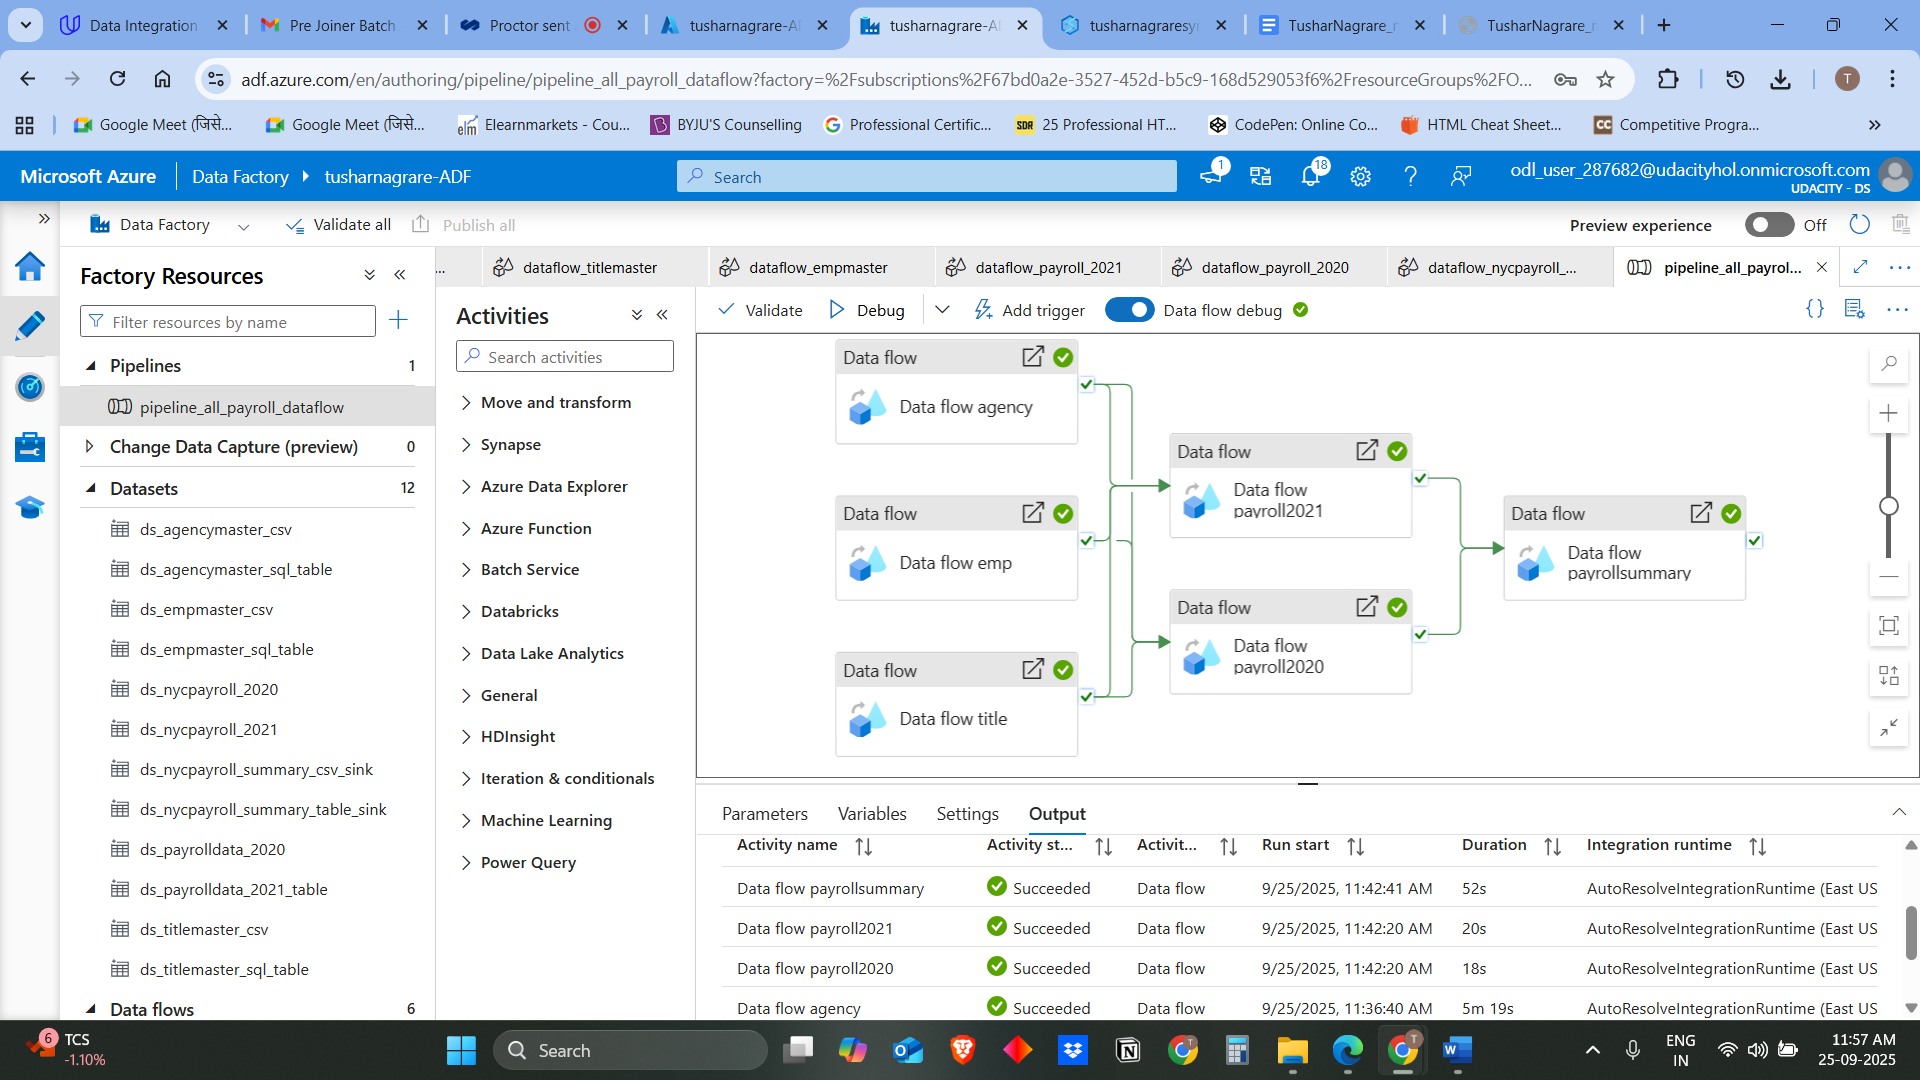 Data Integration
Pre Joiner Batch
Proctor sent
tusharnagrare-AI
tusharnagrare-AI
tusharnagraresyn
TusharNagrare_r
TusharNagrare_r
adf.azure.com/en/authoring/pipeline/pipeline_all_payroll_dataflow?factory=%2Fsubscriptions%2F67bd0a2e-3527-452d-b5c9-168d529053f6%2FresourceGroups%2FO...
T
Google Meet (जिसे...
Google Meet (जिसे...
elm
Elearnmarkets - Cou...
BYJU'S Counselling
Professional Certific...
SDR
25 Professional HT...
CodePen: Online Co...
HTML Cheat Sheet...
CC
Competitive Progra...
Microsoft Azure
Data Factory
tusharnagrare-ADF
Search
1
18
odl_user_287682@udacityhol.onmicrosoft.com
UDACITY - DS
Data Factory
Validate all
Publish all
Preview experience
Off
Factory Resources
Filter resources by name
Pipelines 1
pipeline_all_payroll_dataflow
Change Data Capture (preview) 0
Datasets 12
ds_agencymaster_csv
ds_agencymaster_sql_table
ds_empmaster_csv
ds_empmaster_sql_table
ds_nycpayroll_2020
ds_nycpayroll_2021
ds_nycpayroll_summary_csv_sink
ds_nycpayroll_summary_table_sink
ds_payrolldata_2020
ds_payrolldata_2021_table
ds_titlemaster_csv
ds_titlemaster_sql_table
Data flows 6
...
dataflow_titlemaster
dataflow_empmaster
dataflow_payroll_2021
dataflow_payroll_2020
dataflow_nycpayroll_...
pipeline_all_payrol...
Activities
Search activities
Move and transform
Synapse
Azure Data Explorer
Azure Function
Batch Service
Databricks
Data Lake Analytics
General
HDInsight
Iteration & conditionals
Machine Learning
Power Query
Validate
Debug
Add trigger
Data flow debug
{}
Data flow
Data flow agency
Data flow
Data flow emp
Data flow
Data flow title
Data flow
Data flow
payroll2021
Data flow
Data flow
payroll2020
Data flow
Data flow
payrollsummary
Parameters
Variables
Settings
Output
Activity name
Activity st...
Activit...
Run start
Duration
Integration runtime
Data flow payrollsummary Succeeded Data flow 9/25/2025, 11:42:41 AM 52s AutoResolveIntegrationRuntime (East US
Data flow payroll2021 Succeeded Data flow 9/25/2025, 11:42:20 AM 20s AutoResolveIntegrationRuntime (East US
Data flow payroll2020 Succeeded Data flow 9/25/2025, 11:42:20 AM 18s AutoResolveIntegrationRuntime (East US
Data flow agency Succeeded Data flow 9/25/2025, 11:36:40 AM 5m 19s AutoResolveIntegrationRuntime (East US
6
TCS
-1.10%
Search
ENG
IN
11:57 AM
25-09-2025